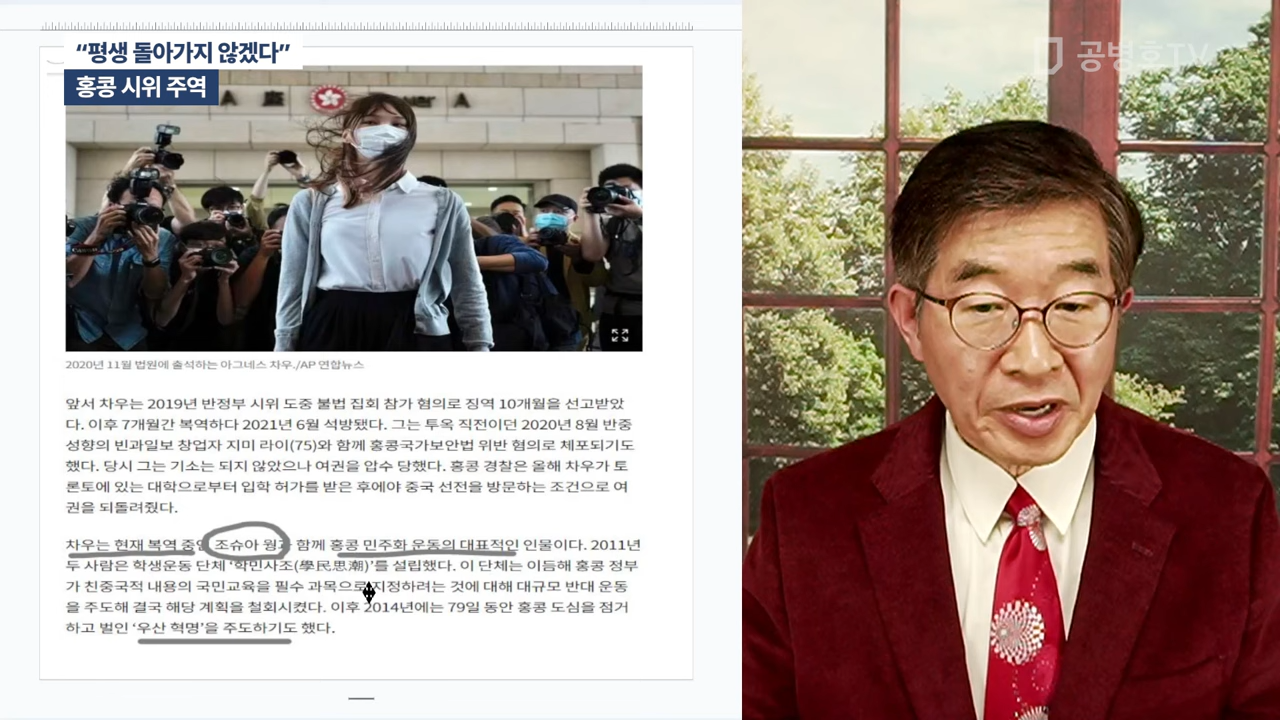 “평생 돌아가지 않겠다”
홍콩 시위 주역
공병호TV
A
A
2020년 11월 법원에 출석하는 아그네스 차우./AP 연합뉴스
앞서 차우는 2019년 반정부 시위 도중 불법 집회 참가 혐의로 징역 10개월을 선고받았
다. 이후 7개월간 복역하다 2021년 6월 석방됐다. 그는 투옥 직전이던 2020년 8월 반중
성향의 빈과일보 창업자 지미 라이(75)와 함께 홍콩국가보안법 위반 혐의로 체포되기도
했다. 당시 그는 기소는 되지 않았으나 여권을 압수 당했다. 홍콩 경찰은 올해 차우가 토
론토에 있는 대학으로부터 입학 허가를 받은 후에야 중국 선전을 방문하는 조건으로 여
권을 되돌려줬다.
차우는 현재 복역 중인 조슈아 웡과 함께 홍콩 민주화 운동의 대표적인 인물이다. 2011년
두 사람은 학생운동 단체 ‘학민사조(學民思潮)’를 설립했다. 이 단체는 이듬해 홍콩 정부
가 친중국적 내용의 국민교육을 필수 과목으로 지정하려는 것에 대해 대규모 반대 운동
을 주도해 결국 해당 계획을 철회시켰다. 이후 2014년에는 79일 동안 홍콩 도심을 점거
하고 벌인 ‘우산 혁명’을 주도하기도 했다.